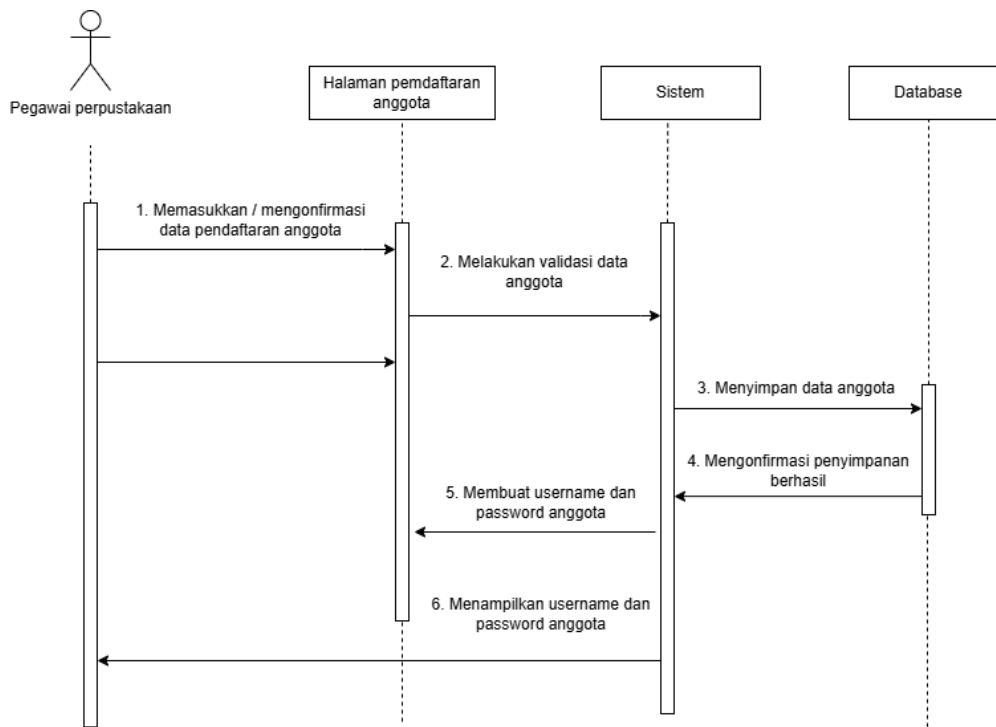 Pegawai perpustakaan
Halaman pemdaftaran
anggota
Sistem
Database
1. Memasukkan / mengonfirmasi
data pendaftaran anggota
2. Melakukan validasi data
anggota
3. Menyimpan data anggota
4. Mengonfirmasi penyimpanan
berhasil
5. Membuat username dan
password anggota
6. Menampilkan username dan
password anggota